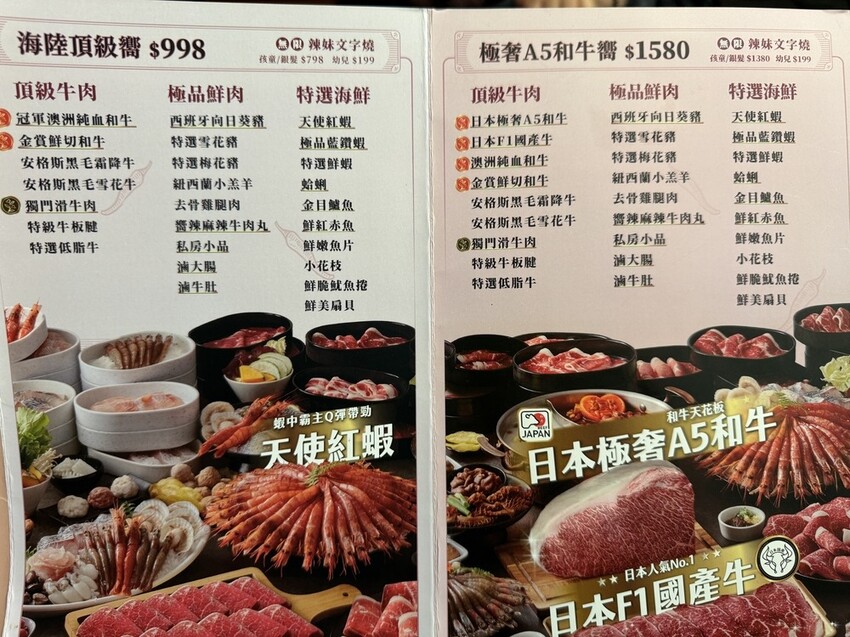 海陸頂級嚮 $998
無限 辣妹文字燒
孩童/銀髮 $798 幼兒 $199
頂級牛肉
冠軍澳洲純血和牛
金賞鮮切和牛
安格斯黑毛霜降牛
安格斯黑毛雪花牛
獨門滑牛肉
特級牛板腱
特選低脂牛
極品鮮肉
西班牙向日葵豬
特選雪花豬
特選梅花豬
紐西蘭小羔羊
去骨雞腿肉
嚮辣麻辣牛肉丸
私房小品
滷大腸
滷牛肚
特選海鮮
天使紅蝦
極品藍鑽蝦
特選鮮蝦
蛤蜊
金目鱸魚
鮮紅赤魚
鮮嫩魚片
小花枝
鮮脆魷魚捲
鮮美扇貝
蝦中霸主Q彈帶勁
天使紅蝦
極奢A5和牛嚮 $1580
無限 辣妹文字燒
孩童/銀髮 $1380 幼兒 $199
頂級牛肉
日本極奢A5和牛
日本F1國產牛
澳洲純血和牛
金賞鮮切和牛
安格斯黑毛霜降牛
安格斯黑毛雪花牛
獨門滑牛肉
特級牛板腱
特選低脂牛
極品鮮肉
西班牙向日葵豬
特選雪花豬
特選梅花豬
紐西蘭小羔羊
去骨雞腿肉
嚮辣麻辣牛肉丸
私房小品
滷大腸
滷牛肚
特選海鮮
天使紅蝦
極品藍鑽蝦
特選鮮蝦
蛤蜊
金目鱸魚
鮮紅赤魚
鮮嫩魚片
小花枝
鮮脆魷魚捲
鮮美扇貝
JAPAN
和牛天花板
日本極奢A5和牛
日本人氣No.1
日本F1國產牛